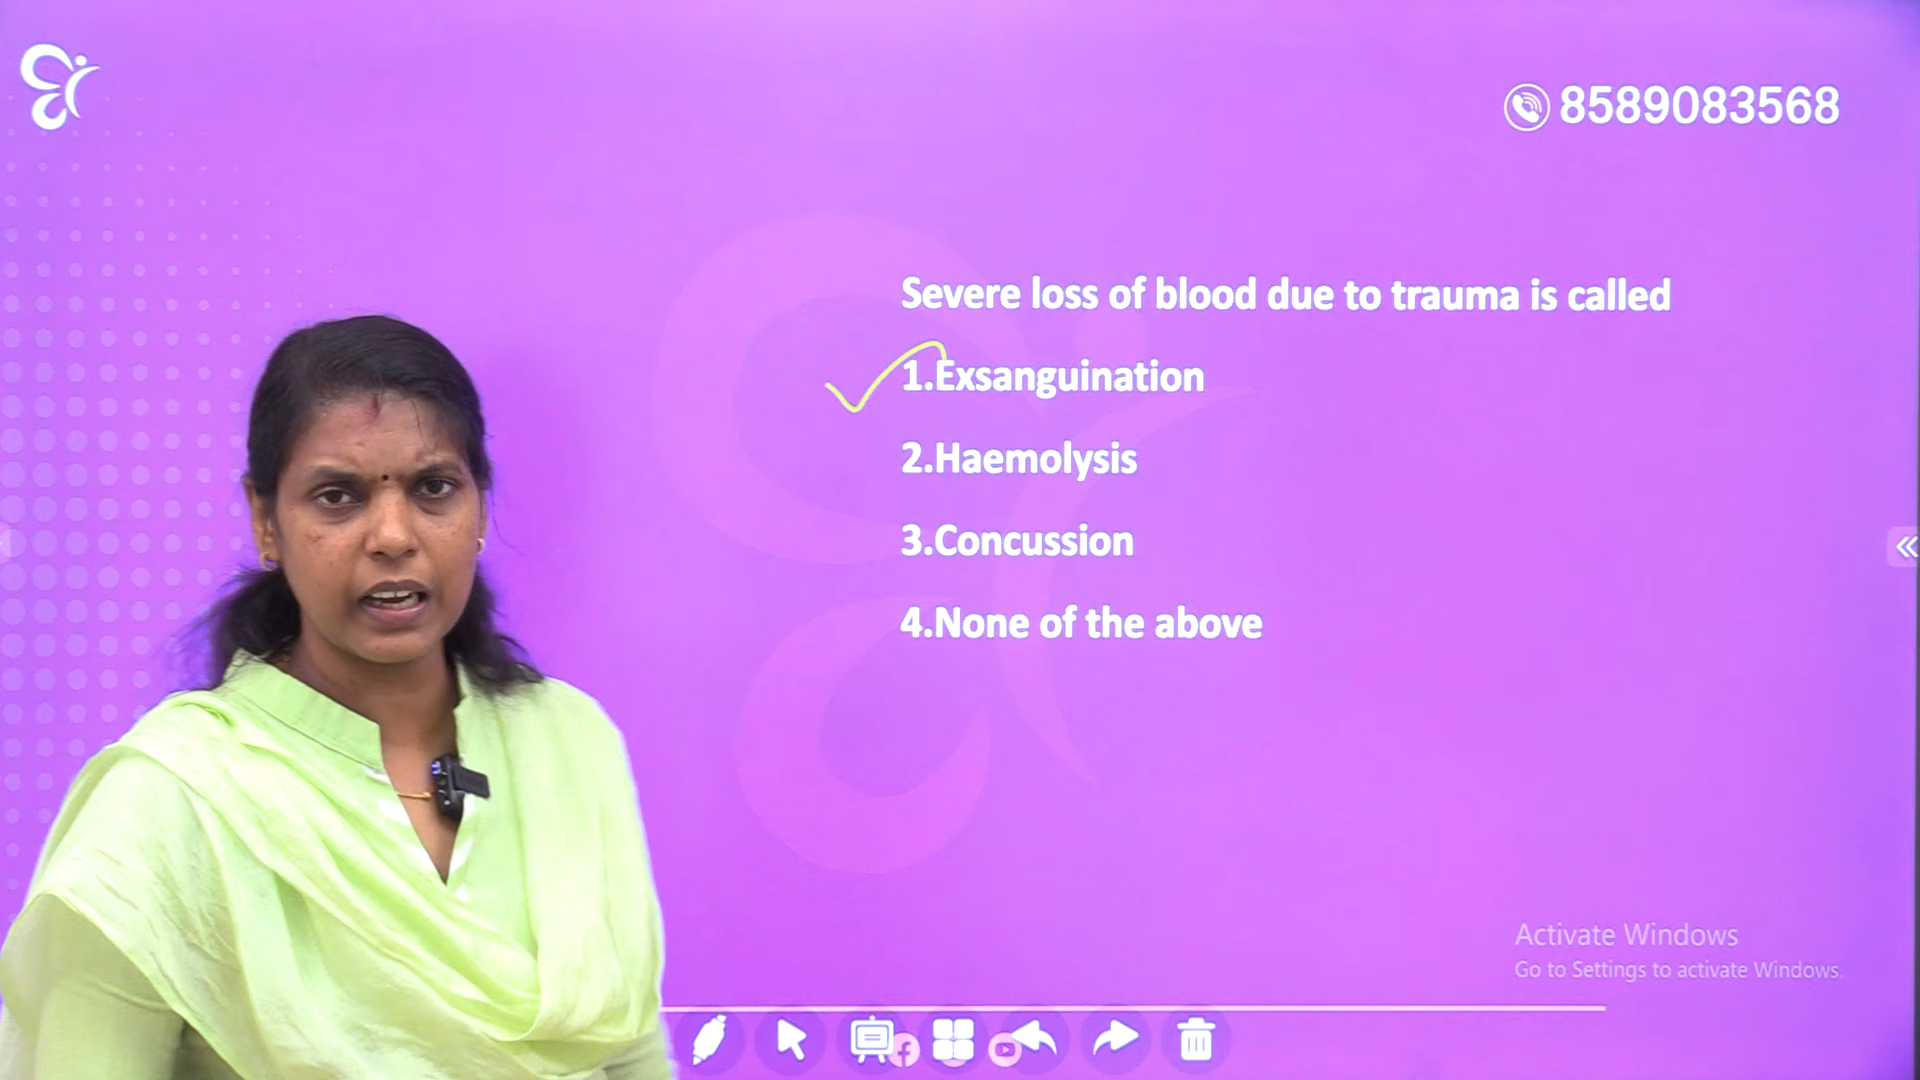 8589083568
Severe loss of blood due to trauma is called
1.Exsanguination
2.Haemolysis
3.Concussion
4.None of the above
Activate Windows
Go to Settings to activate Windows.